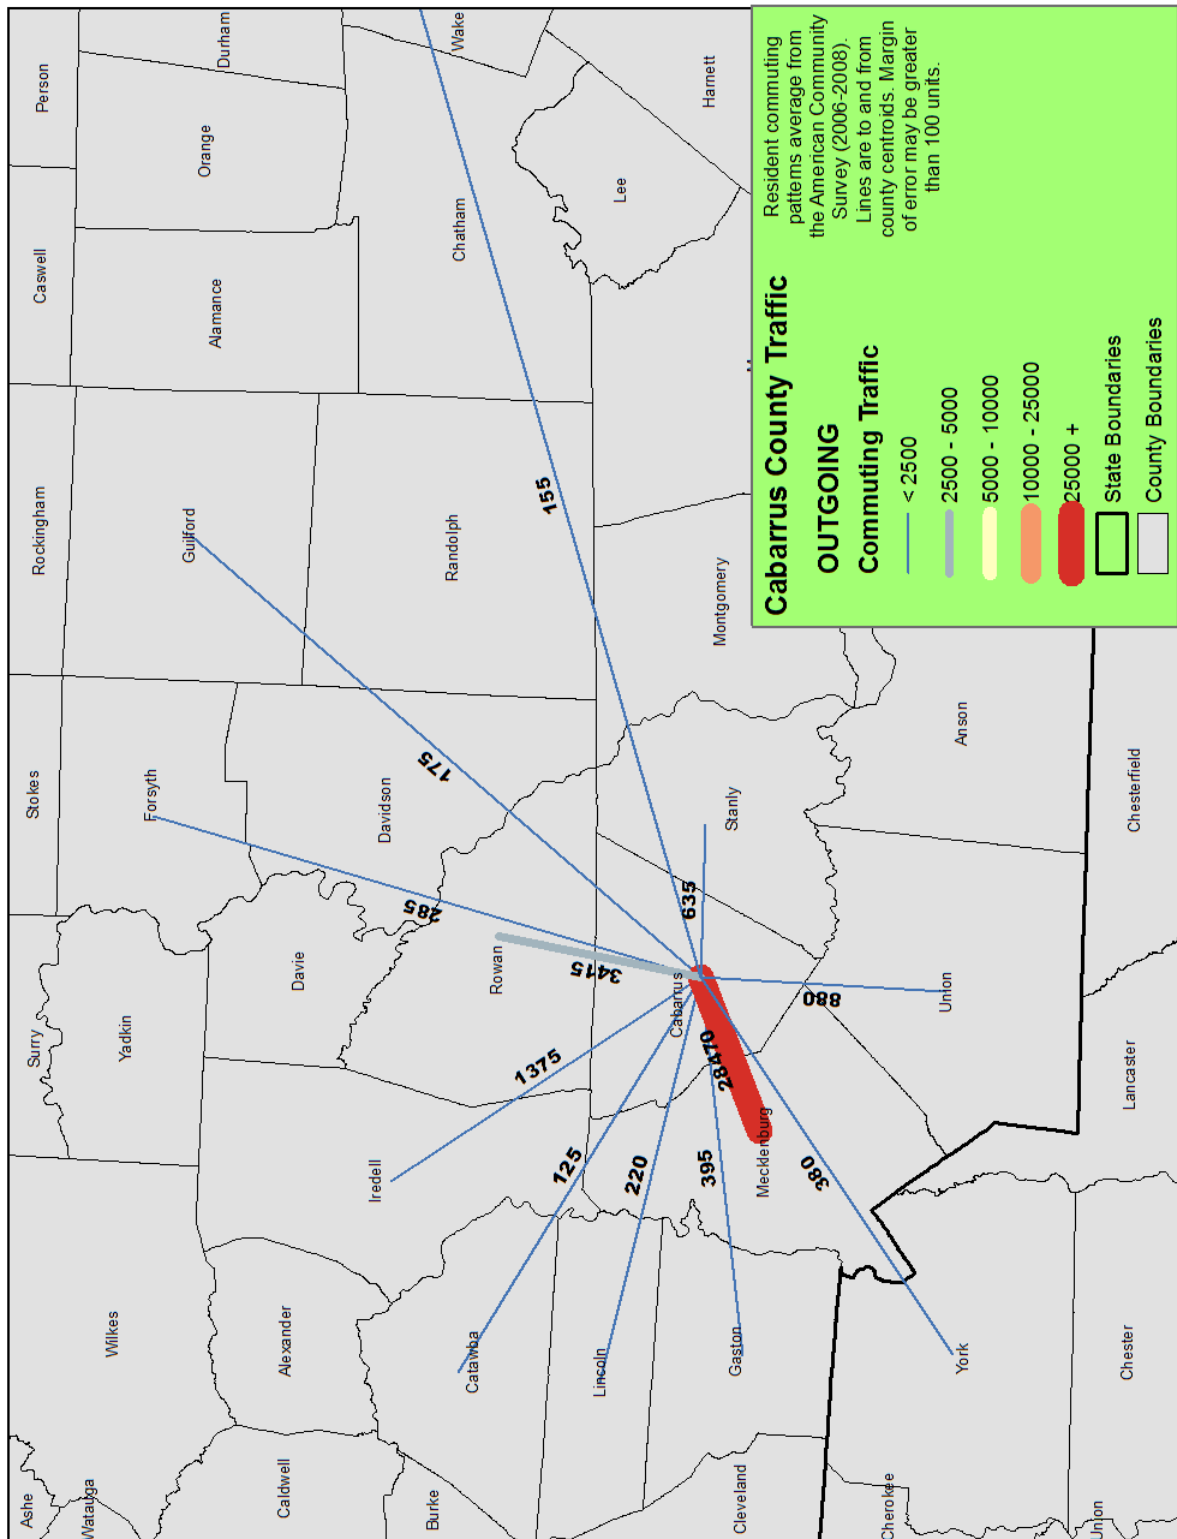 Ashe
Watauga
Wilkes
Surry
Yadkin
Stokes
Forsyth
Rockingham
Guilford
Caswell
Alamance
Person
Orange
Durham
Caldwell
Alexander
Iredell
Davie
Davidson
Randolph
Chatham
Wake
Burke
Catawba
Rowan
Lee
Harnett
Lincoln
Cabarrus
Stanly
Montgomery
Cleveland
Gaston
Mecklenburg
Union
Anson
Cherokee
York
Union
Chester
Lancaster
Chesterfield
285
175
155
3415
1375
125
220
395
28470
635
380
880
Cabarrus County Traffic
OUTGOING
Commuting Traffic
< 2500
2500 - 5000
5000 - 10000
10000 - 25000
25000 +
State Boundaries
County Boundaries
Resident commuting
patterns average from
the American Community
Survey (2006-2008).
Lines are to and from
county centroids. Margin
of error may be greater
than 100 units.